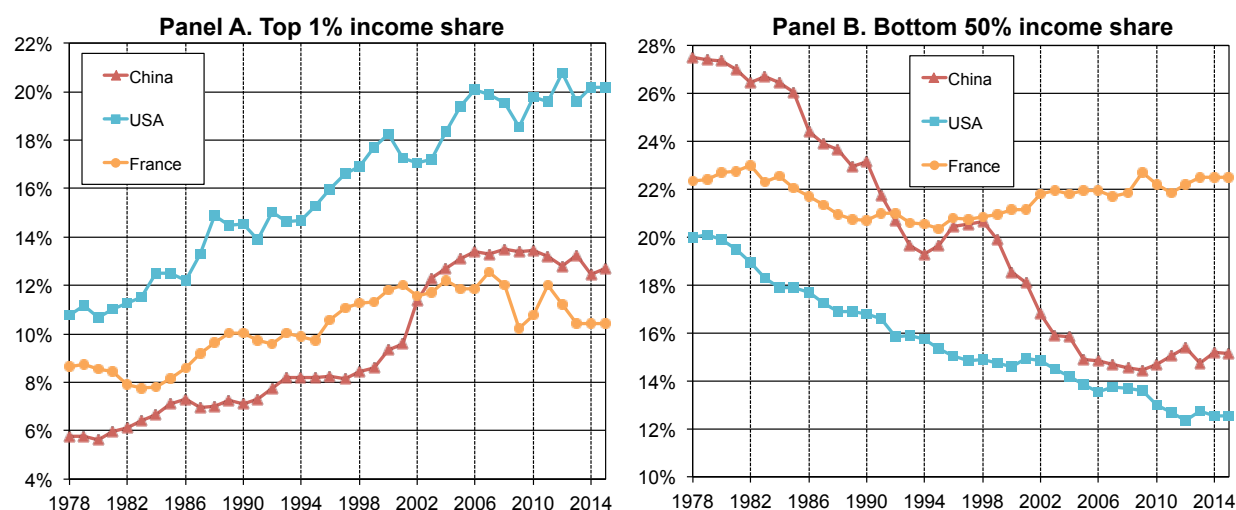 Panel A. Top 1% income share
22%
20%
18%
16%
14%
12%
10%
8%
6%
4%
China
USA
France
1978 1982 1986 1990 1994 1998 2002 2006 2010 2014
Panel B. Bottom 50% income share
28%
26%
24%
22%
20%
18%
16%
14%
12%
10%
China
USA
France
1978 1982 1986 1990 1994 1998 2002 2006 2010 2014